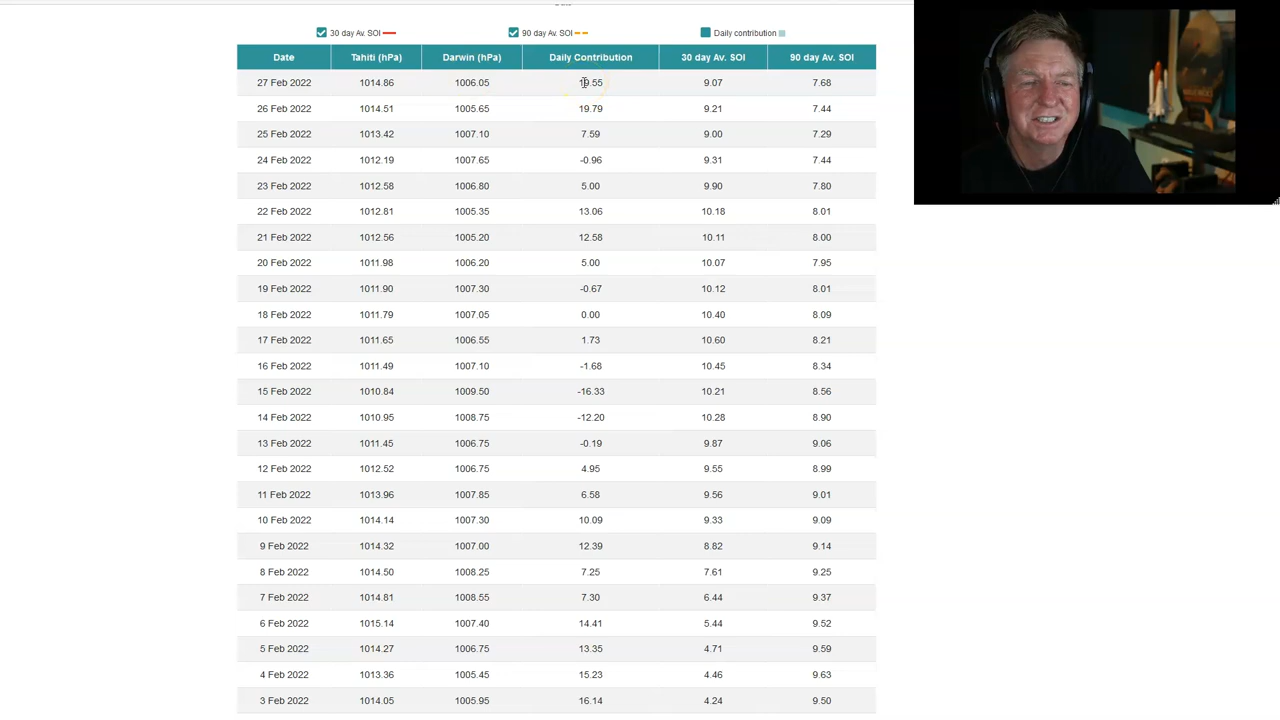 30 day Av. SOI
90 day Av. SOI
Daily contribution
Date Tahiti (hPa) Darwin (hPa) Daily Contribution 30 day Av. SOI 90 day Av. SOI
27 Feb 2022 1014.86 1006.05 19.55 9.07 7.68
26 Feb 2022 1014.51 1005.65 19.79 9.21 7.44
25 Feb 2022 1013.42 1007.10 7.59 9.00 7.29
24 Feb 2022 1012.19 1007.65 -0.96 9.31 7.44
23 Feb 2022 1012.58 1006.80 5.00 9.90 7.80
22 Feb 2022 1012.81 1005.35 13.06 10.18 8.01
21 Feb 2022 1012.56 1005.20 12.58 10.11 8.00
20 Feb 2022 1011.98 1006.20 5.00 10.07 7.95
19 Feb 2022 1011.90 1007.30 -0.67 10.12 8.01
18 Feb 2022 1011.79 1007.05 0.00 10.40 8.09
17 Feb 2022 1011.65 1006.55 1.73 10.60 8.21
16 Feb 2022 1011.49 1007.10 -1.68 10.45 8.34
15 Feb 2022 1010.84 1009.50 -16.33 10.21 8.56
14 Feb 2022 1010.95 1008.75 -12.20 10.28 8.90
13 Feb 2022 1011.45 1006.75 -0.19 9.87 9.06
12 Feb 2022 1012.52 1006.75 4.95 9.55 8.99
11 Feb 2022 1013.96 1007.85 6.58 9.56 9.01
10 Feb 2022 1014.14 1007.30 10.09 9.33 9.09
9 Feb 2022 1014.32 1007.00 12.39 8.82 9.14
8 Feb 2022 1014.50 1008.25 7.25 7.61 9.25
7 Feb 2022 1014.81 1008.55 7.30 6.44 9.37
6 Feb 2022 1015.14 1007.40 14.41 5.44 9.52
5 Feb 2022 1014.27 1006.75 13.35 4.71 9.59
4 Feb 2022 1013.36 1005.45 15.23 4.46 9.63
3 Feb 2022 1014.05 1005.95 16.14 4.24 9.50